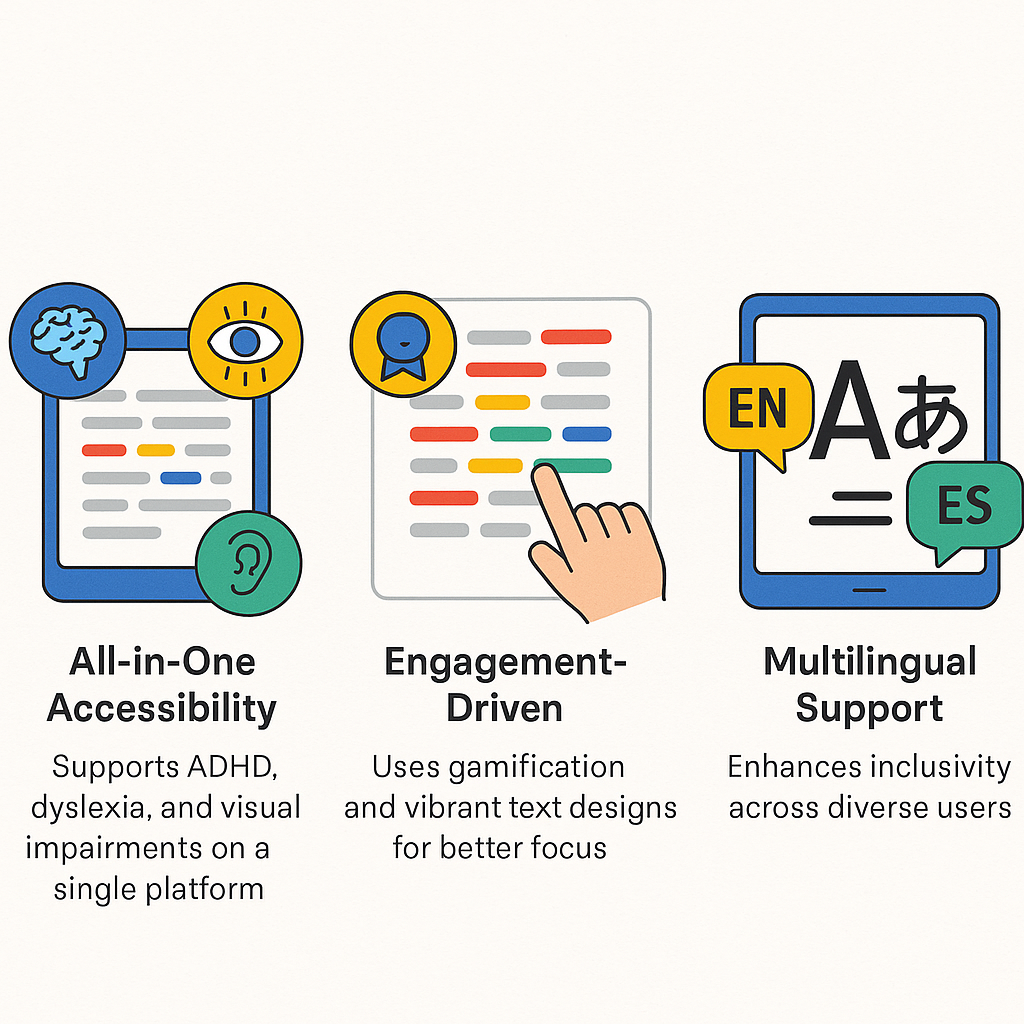 EN
A あ
ES
All-in-One
Accessibility
Supports ADHD,
dyslexia, and visual
impairments on a
single platform
Engagement-
Driven
Uses gamification
and vibrant text designs
for better focus
Multilingual
Support
Enhances inclusivity
across diverse users